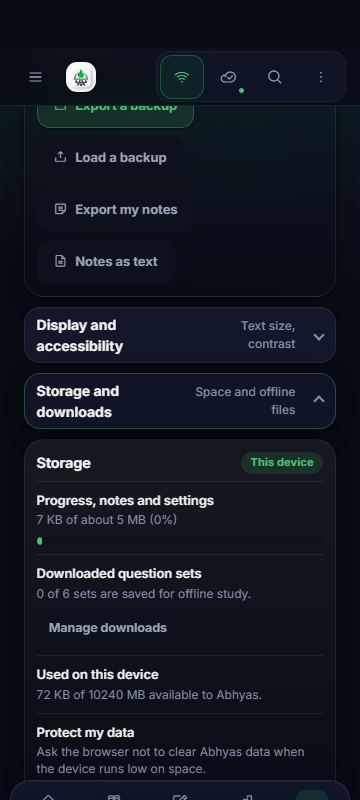 Export a backup
Load a backup
Export my notes
Notes as text
Display and
accessibility
Text size,
contrast
Storage and
downloads
Space and offline
files
Storage
This device
Progress, notes and settings
7 KB of about 5 MB (0%)
Downloaded question sets
0 of 6 sets are saved for offline study.
Manage downloads
Used on this device
72 KB of 10240 MB available to Abhyas.
Protect my data
Ask the browser not to clear Abhyas data when
the device runs low on space.